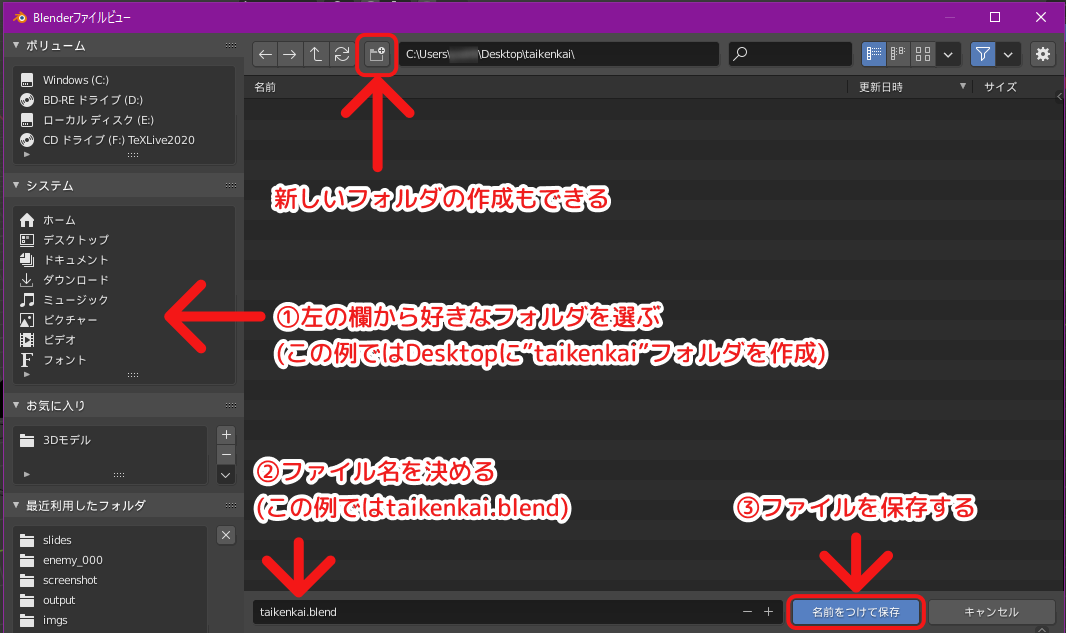 Blenderファイルビュー
ボリューム
Windows (C:)
BD-RE ドライブ (D:)
ローカル ディスク (E:)
CD ドライブ (F:) TeXLive2020
システム
ホーム
デスクトップ
ドキュメント
ダウンロード
ミュージック
ピクチャー
ビデオ
フォント
お気に入り
3Dモデル
最近利用したフォルダ
slides
enemy_000
screenshot
output
imgs
C:\Users\ \Desktop\taikenkai\
名前 更新日時 サイズ
新しいフォルダの作成もできる
①左の欄から好きなフォルダを選ぶ
(この例ではDesktopに”taikenkai”フォルダを作成)
②ファイル名を決める
(この例ではtaikenkai.blend)
③ファイルを保存する
taikenkai.blend
名前をつけて保存 キャンセル